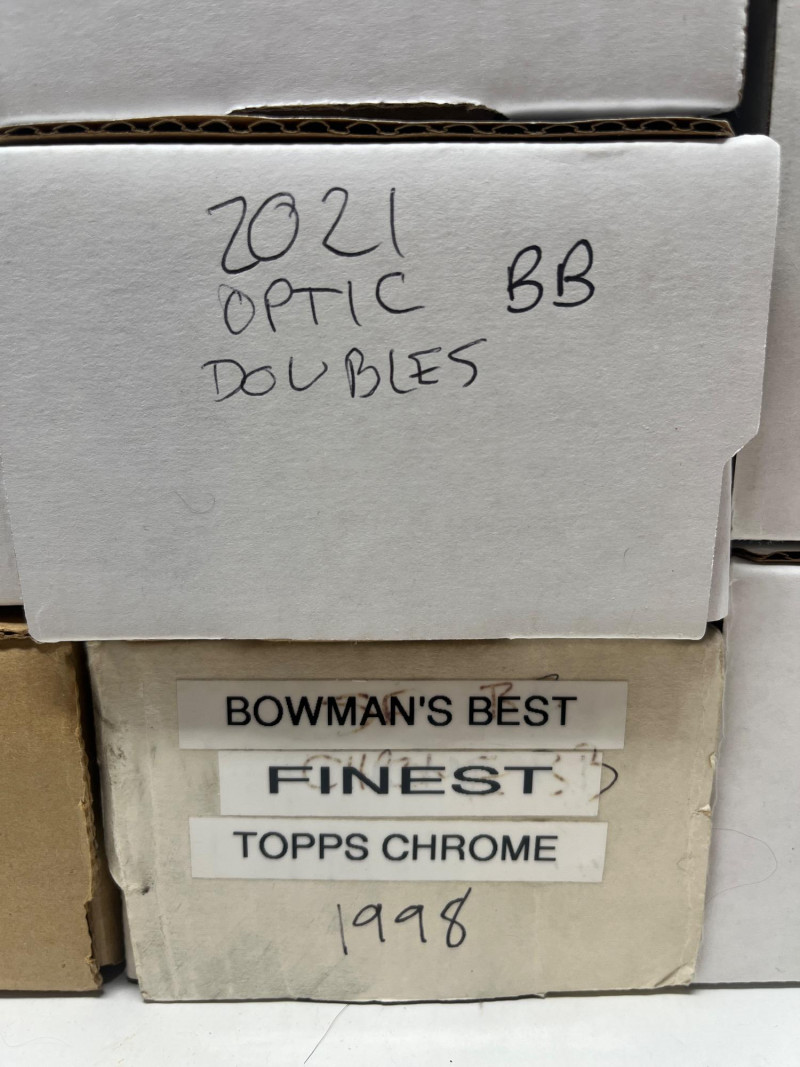 2021
OPTIC BB
DOUBLES
BOWMAN'S BEST
FINEST
TOPPS CHROME
1998